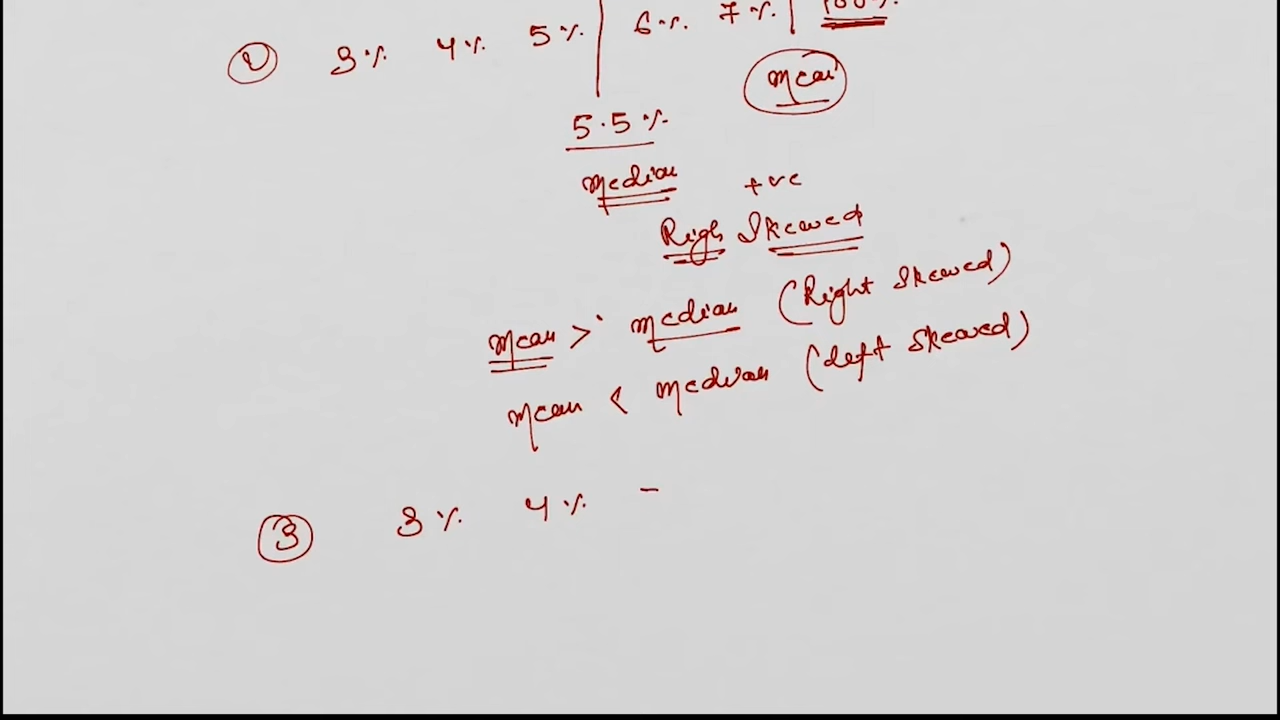 2 3% 4% 5% 6% 7% 100%
mean
5.5%
median
+ve
Righ Skewed
mean > median (Right Skewed)
mean < median (left skewed)
3 3% 4%